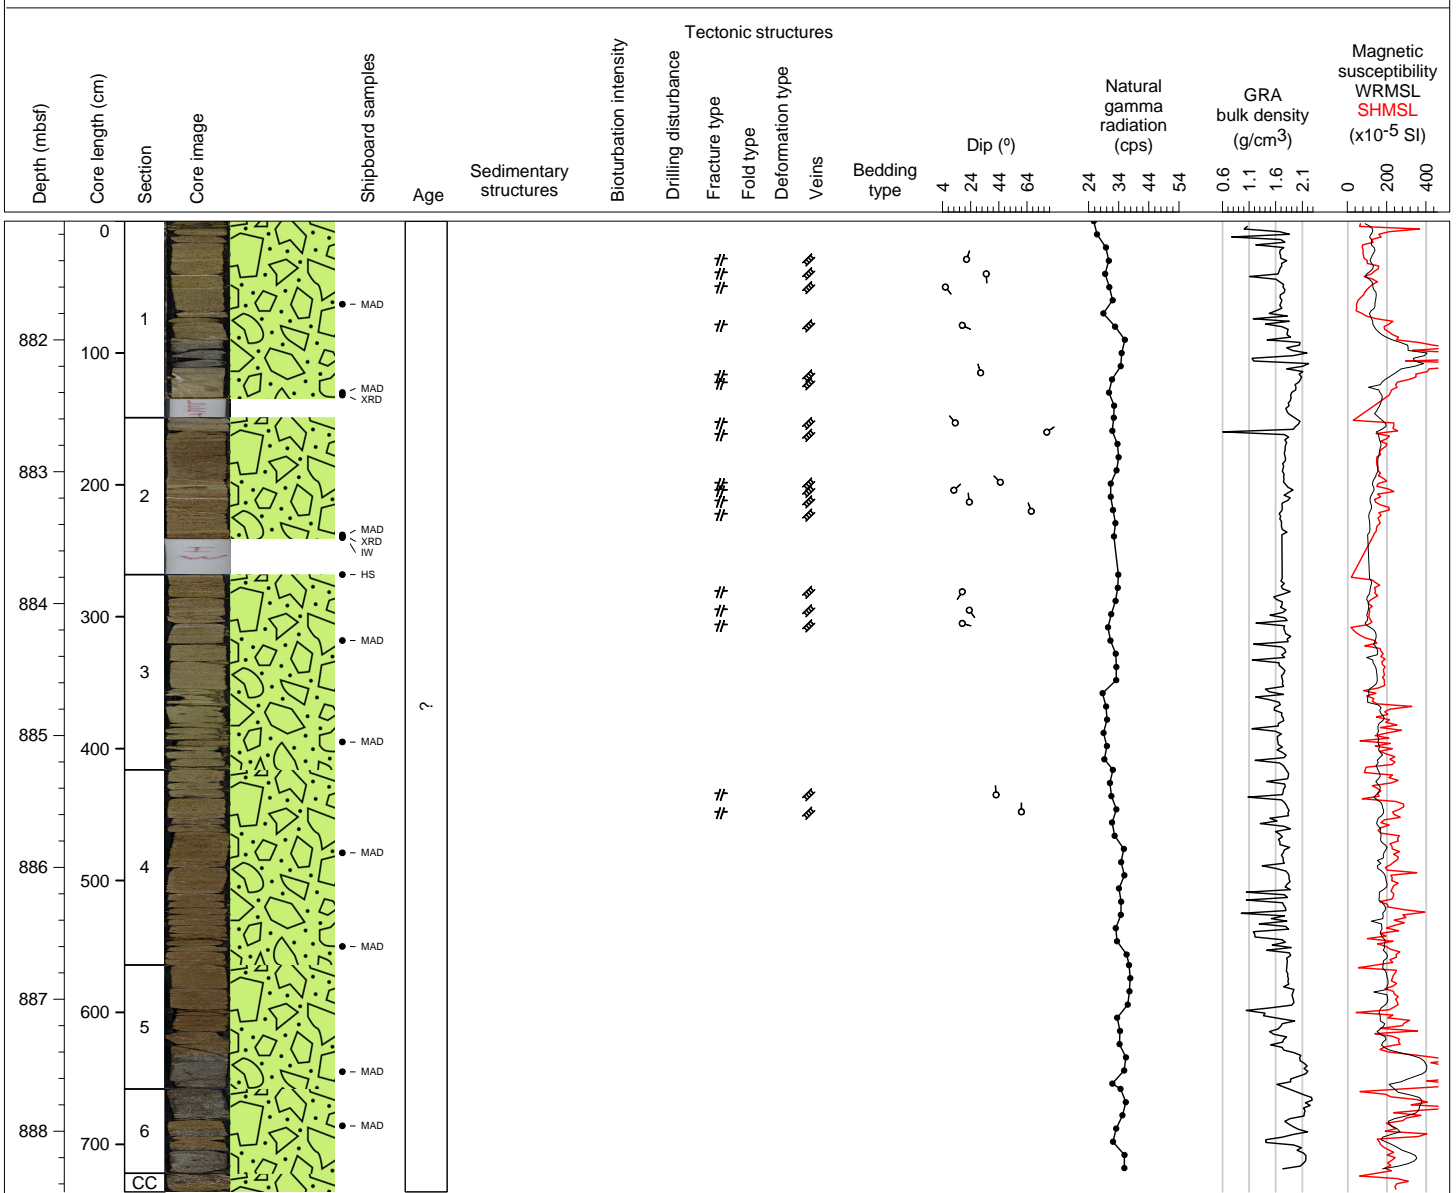 Depth (mbsf)
Core length (cm)
Section
Core image
Shipboard samples
Age
Sedimentary
structures
Bioturbation intensity
Drilling disturbance
Tectonic structures
Fracture type
Fold type
Deformation type
Veins
Bedding
type
Dip (º)
4 24 44 64
Natural
gamma
radiation
(cps)
24 34 44 54
GRA
bulk density
(g/cm3)
0.6 1.1 1.6 2.1
Magnetic
susceptibility
WRMSL
SHMSL
(x10-5 SI)
0 200 400
0
1
MAD
882
100
MAD
XRD
883
200
2
MAD
XRD
IW
HS
884
300
MAD
3
?
885
400
MAD
MAD
886
500
4
MAD
887
600
5
MAD
MAD
888
700
6
CC